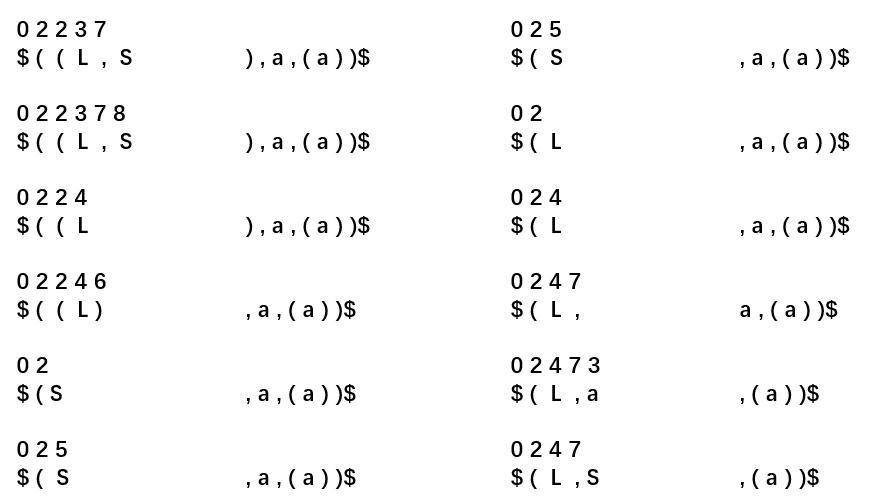 0 2 2 3 7
$ ( ( L , S ) , a , ( a ) ) $
0 2 2 3 7 8
$ ( ( L , S ) , a , ( a ) ) $
0 2 2 4
$ ( ( L ) , a , ( a ) ) $
0 2 2 4 6
$ ( ( L ) , a , ( a ) ) $
0 2
$ ( S , a , ( a ) ) $
0 2 5
$ ( S , a , ( a ) ) $
0 2 5
$ ( S , a , ( a ) ) $
0 2
$ ( L , a , ( a ) ) $
0 2 4
$ ( L , a , ( a ) ) $
0 2 4 7
$ ( L , a , ( a ) ) $
0 2 4 7 3
$ ( L , a , ( a ) ) $
0 2 4 7
$ ( L , S , ( a ) ) $